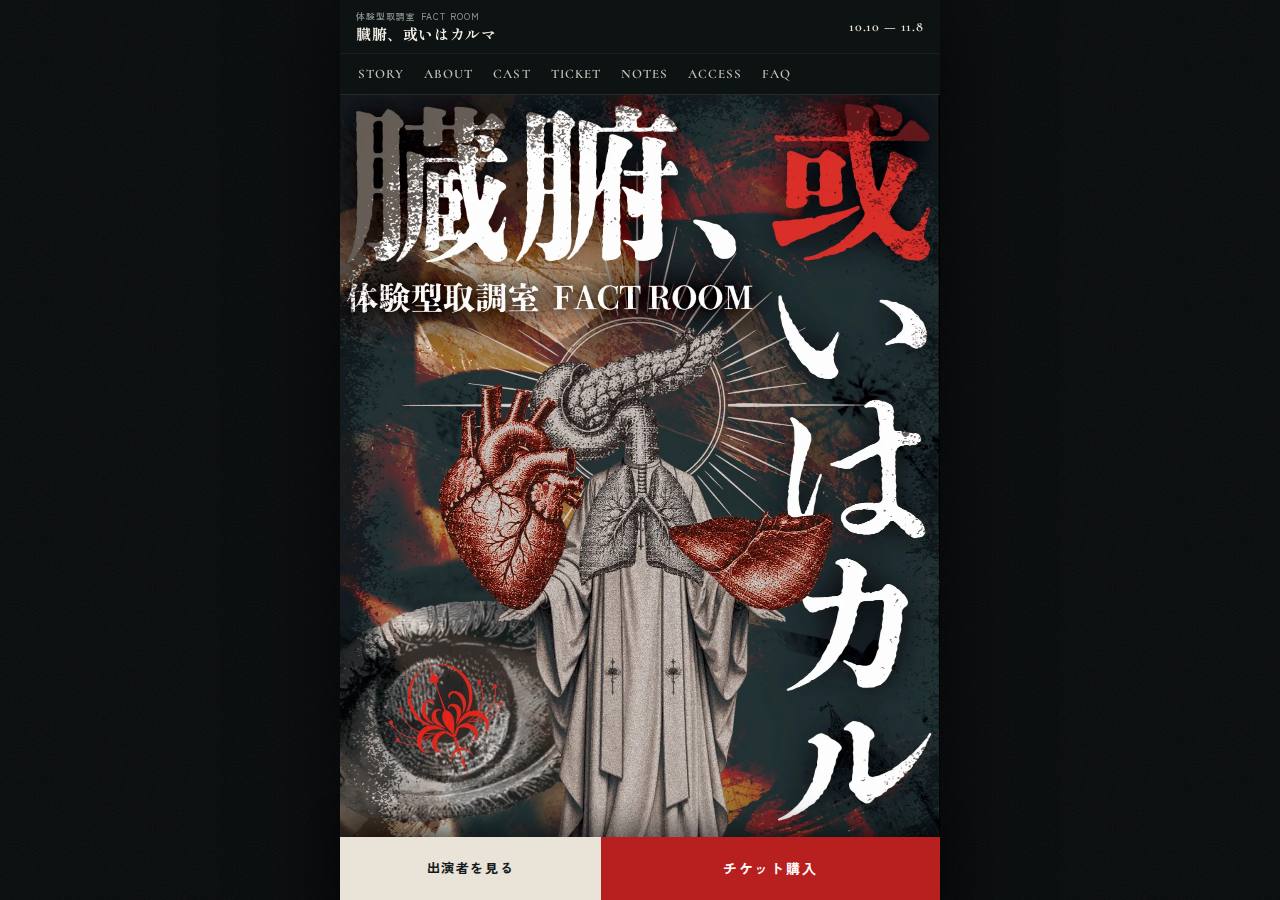 体験型取調室 FACT ROOM
臓腑、或いはカルマ
10.10 — 11.8
STORY ABOUT CAST TICKET NOTES ACCESS FAQ
臓腑、或いはカル
体験型取調室 FACT ROOM
出演者を見る
チケット購入